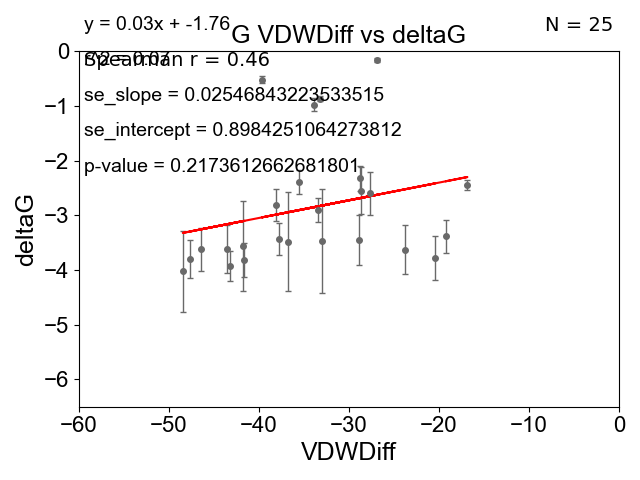 y = 0.03x + -1.76
N = 25
G VDWDiff vs deltaG
Spearman r = 0.46
se_slope = 0.02546843223533515
se_intercept = 0.8984251064273812
p-value = 0.2173612662681801
deltaG
0
−1
−2
−3
−4
−5
−6
−60
−50
−40
−30
−20
−10
0
VDWDiff